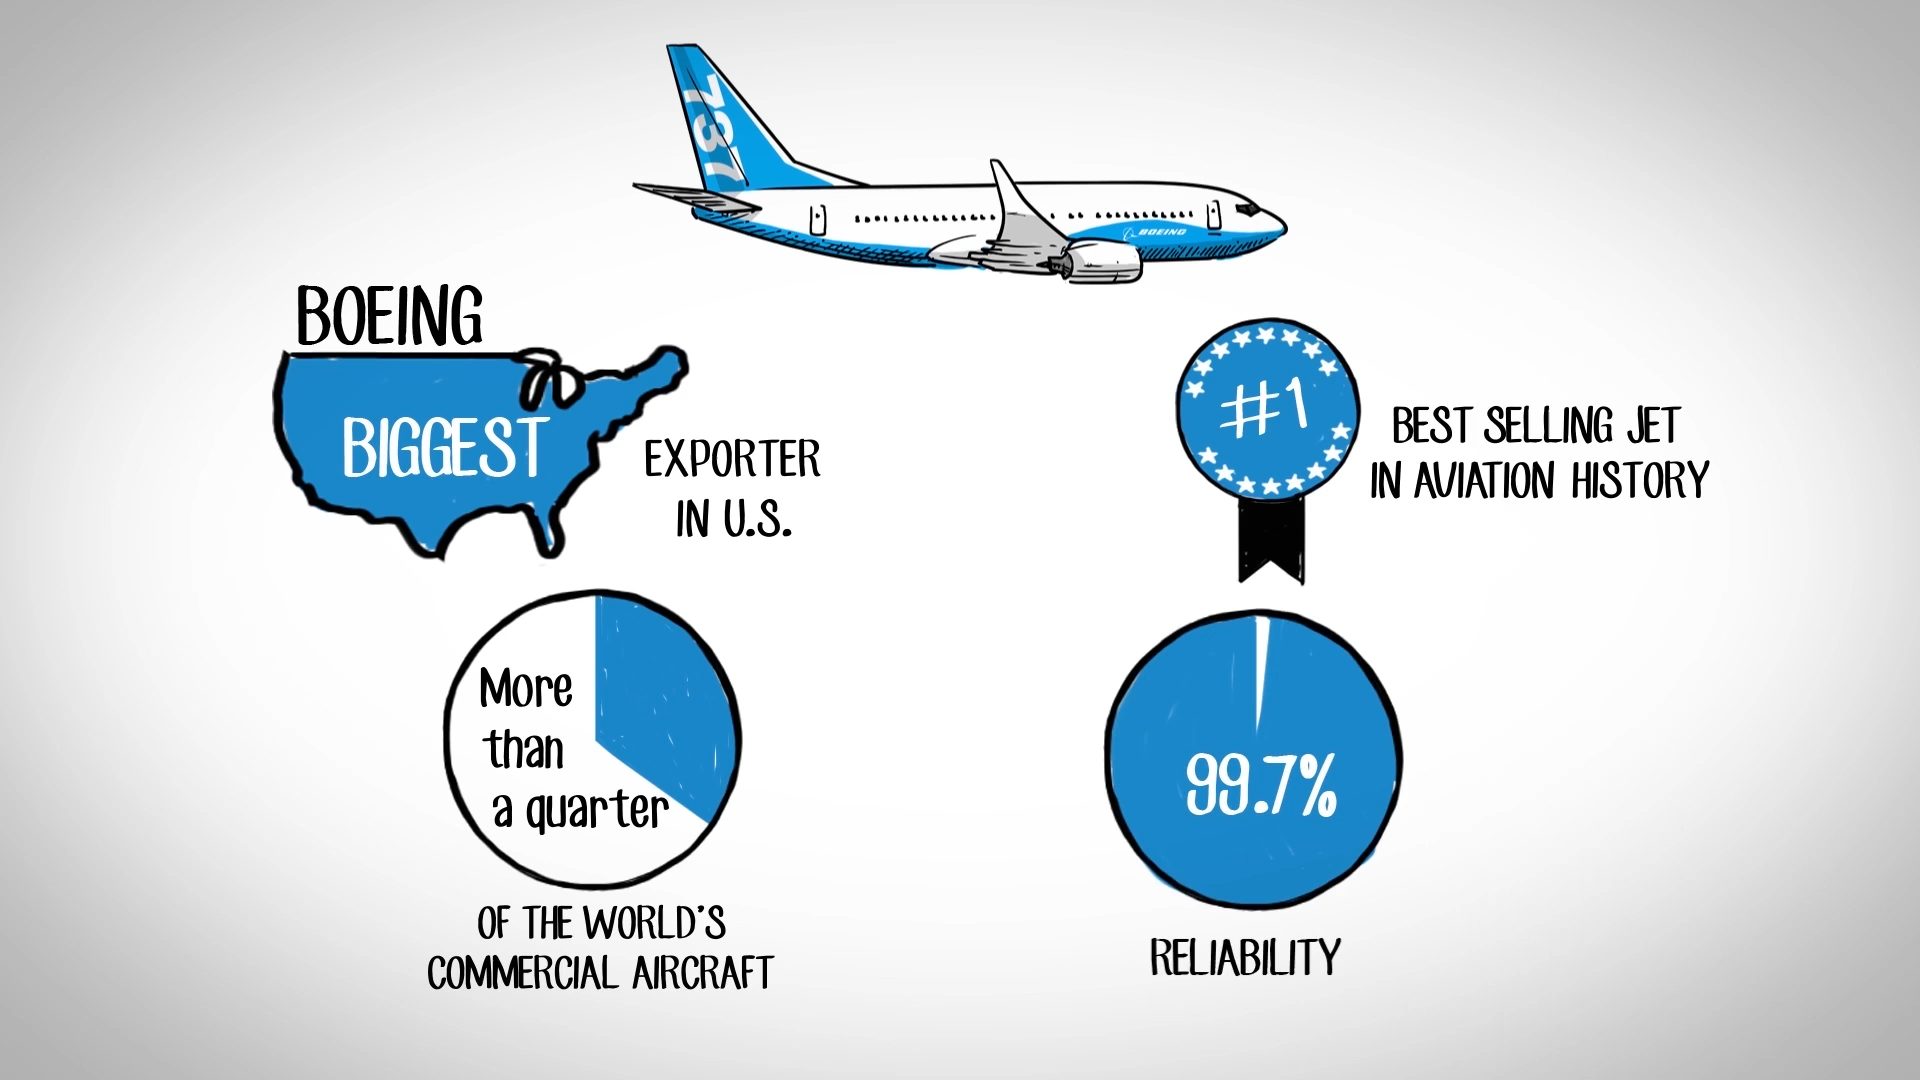 737
BOEING
BOEING
BIGGEST
EXPORTER
IN U.S.
#1
BEST SELLING JET
IN AVIATION HISTORY
More
than
a quarter
OF THE WORLD'S
COMMERCIAL AIRCRAFT
99.7%
RELIABILITY